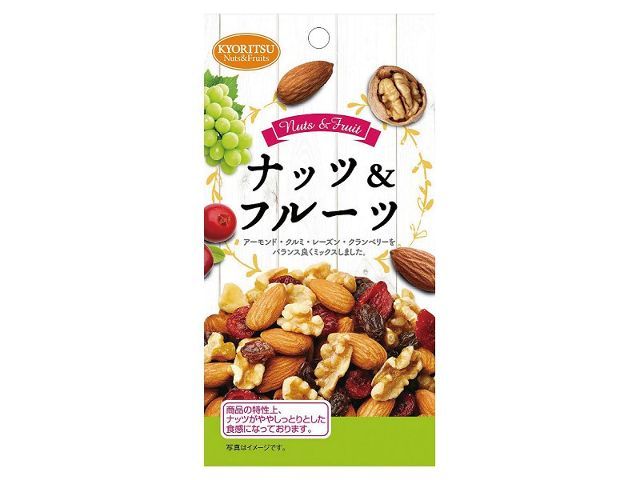 KYORITSU
Nuts&Fruits
Nuts & Fruit
ナッツ&
フルーツ
アーモンド・クルミ・レーズン・クランベリーを
バランス良くミックスしました。
商品の特性上、
ナッツがややしっとりとした
食感になっております。
写真はイメージです。